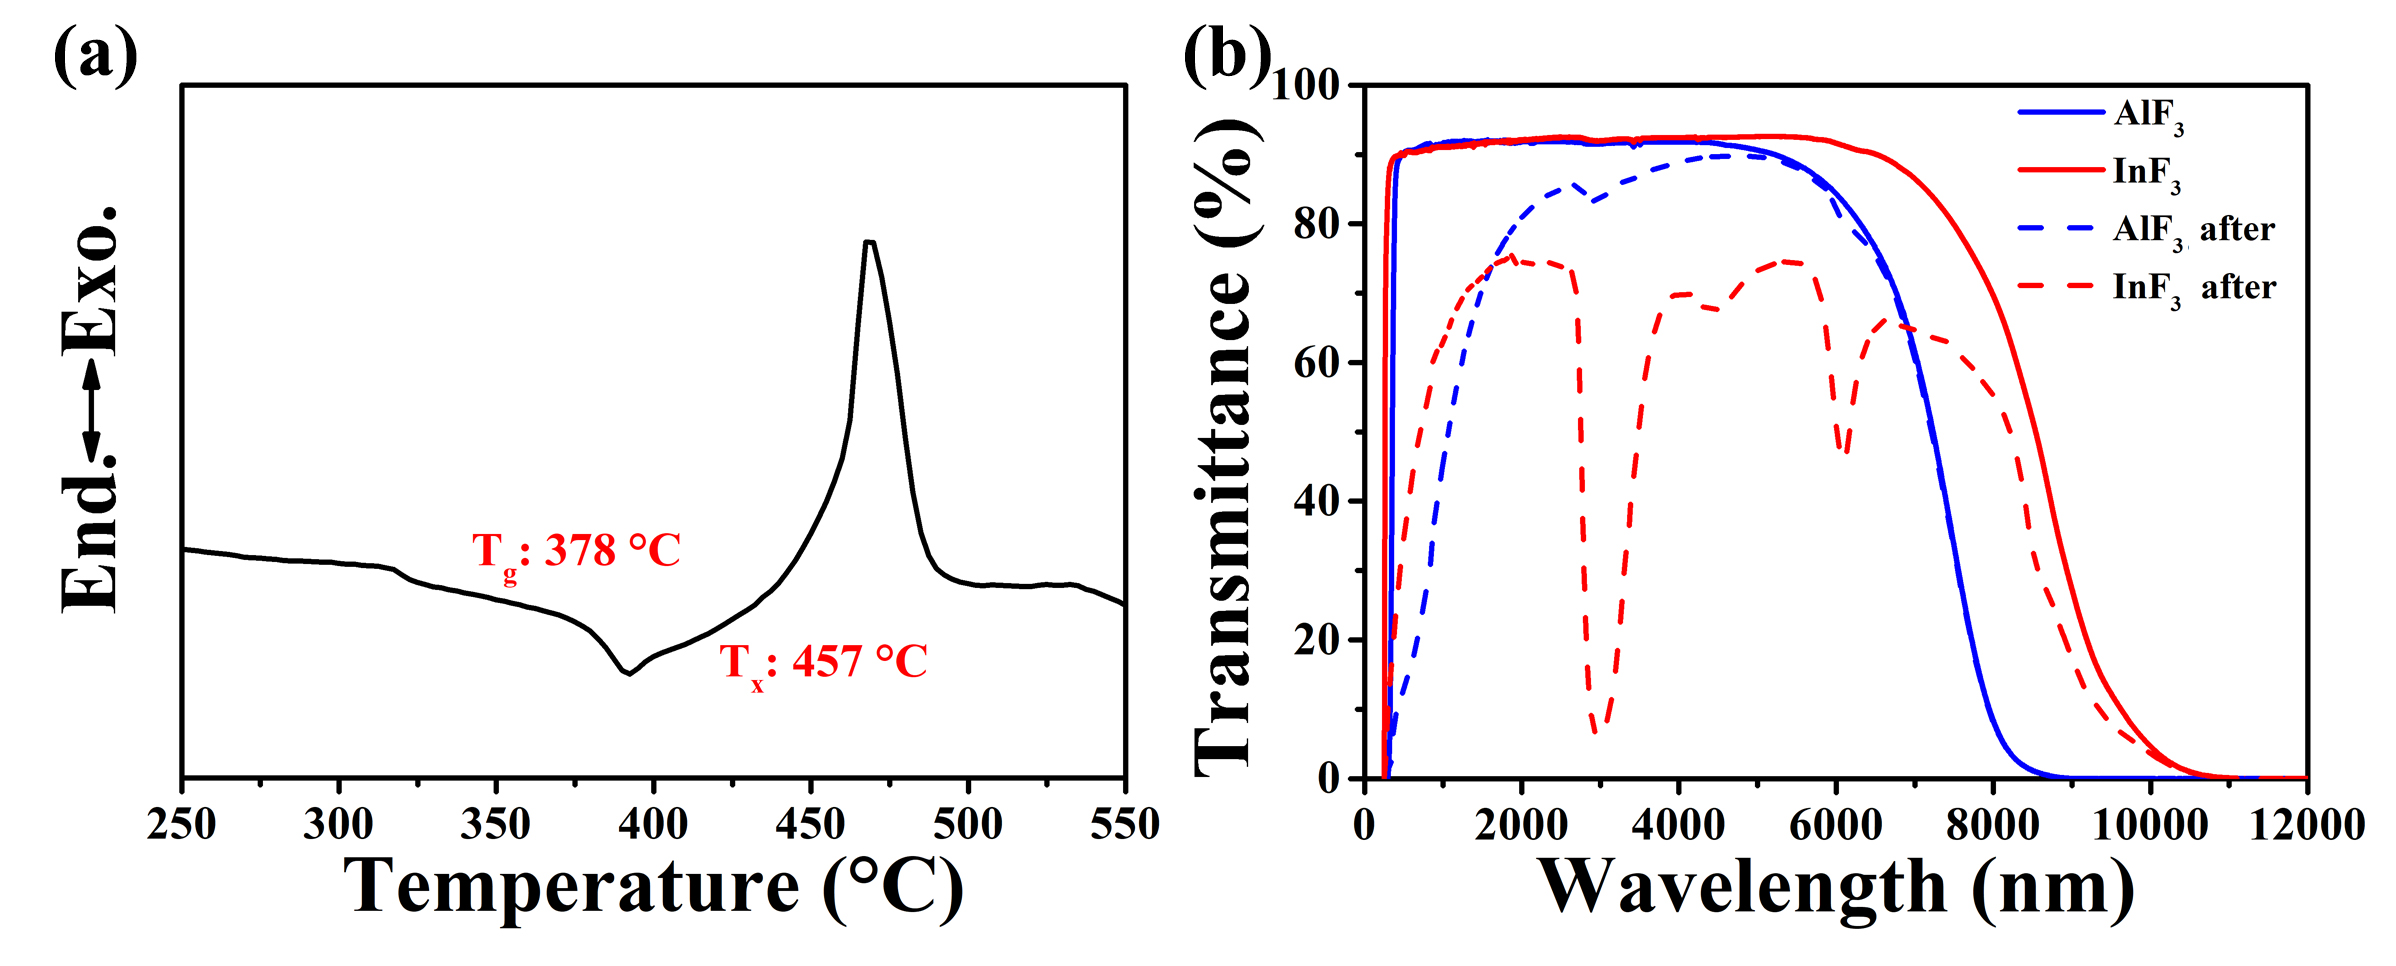 (a)
End.↔Exo.
Tg: 378 °C
Tx: 457 °C
250 300 350 400 450 500 550
Temperature (°C)
(b)
Transmittance (%)
100
80
60
40
20
0
AlF3
InF3
AlF3, after
InF3 after
0 2000 4000 6000 8000 10000 12000
Wavelength (nm)